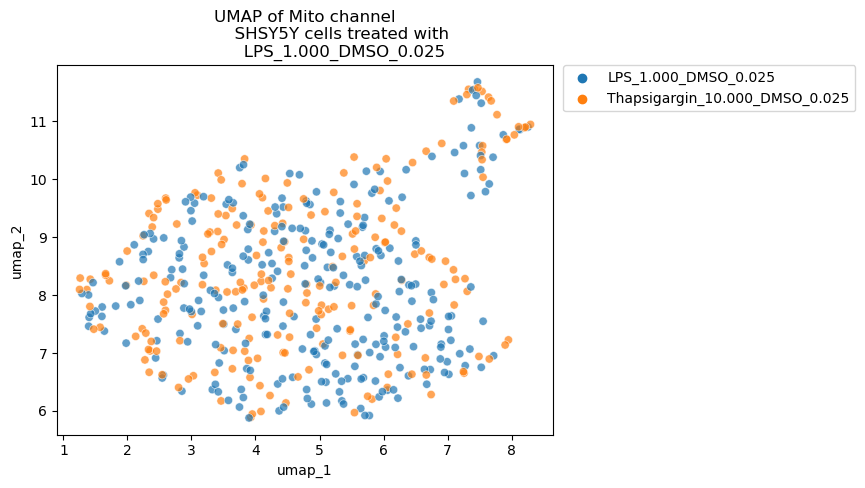 UMAP of Mito channel
SHSY5Y cells treated with
LPS_1.000_DMSO_0.025
LPS_1.000_DMSO_0.025
Thapsigargin_10.000_DMSO_0.025
umap_2
11
10
9
8
7
6
1 2 3 4 5 6 7 8
umap_1